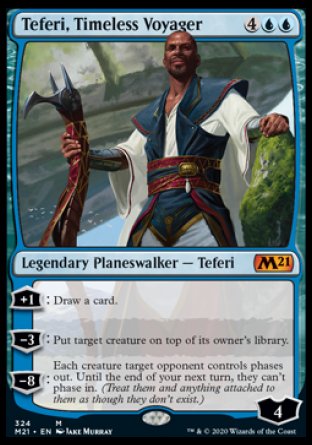 Teferi, Timeless Voyager 4
Legendary Planeswalker — Teferi M21
+1: Draw a card.
−3: Put target creature on top of its owner's library.
Each creature target opponent controls phases
−8: out. Until the end of your next turn, they can't
phase in. (Treat them and anything attached to
them as though they don't exist.)
4
324 M
M21 • EN Jake Murray ™ & © 2020 Wizards of the Coast